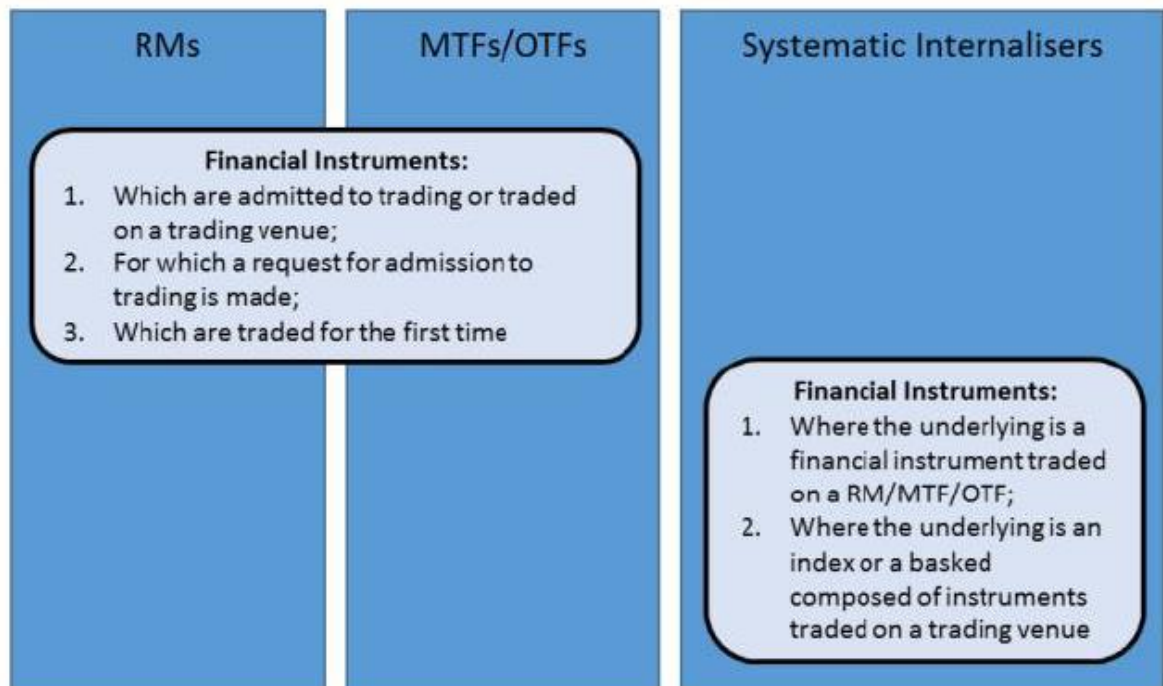 RMs
MTFs/OTFs
Systematic Internalisers
Financial Instruments:
1. Which are admitted to trading or traded
on a trading venue;
2. For which a request for admission to
trading is made;
3. Which are traded for the first time
Financial Instruments:
1. Where the underlying is a
financial instrument traded
on a RM/MTF/OTF;
2. Where the underlying is an
index or a basked
composed of instruments
traded on a trading venue